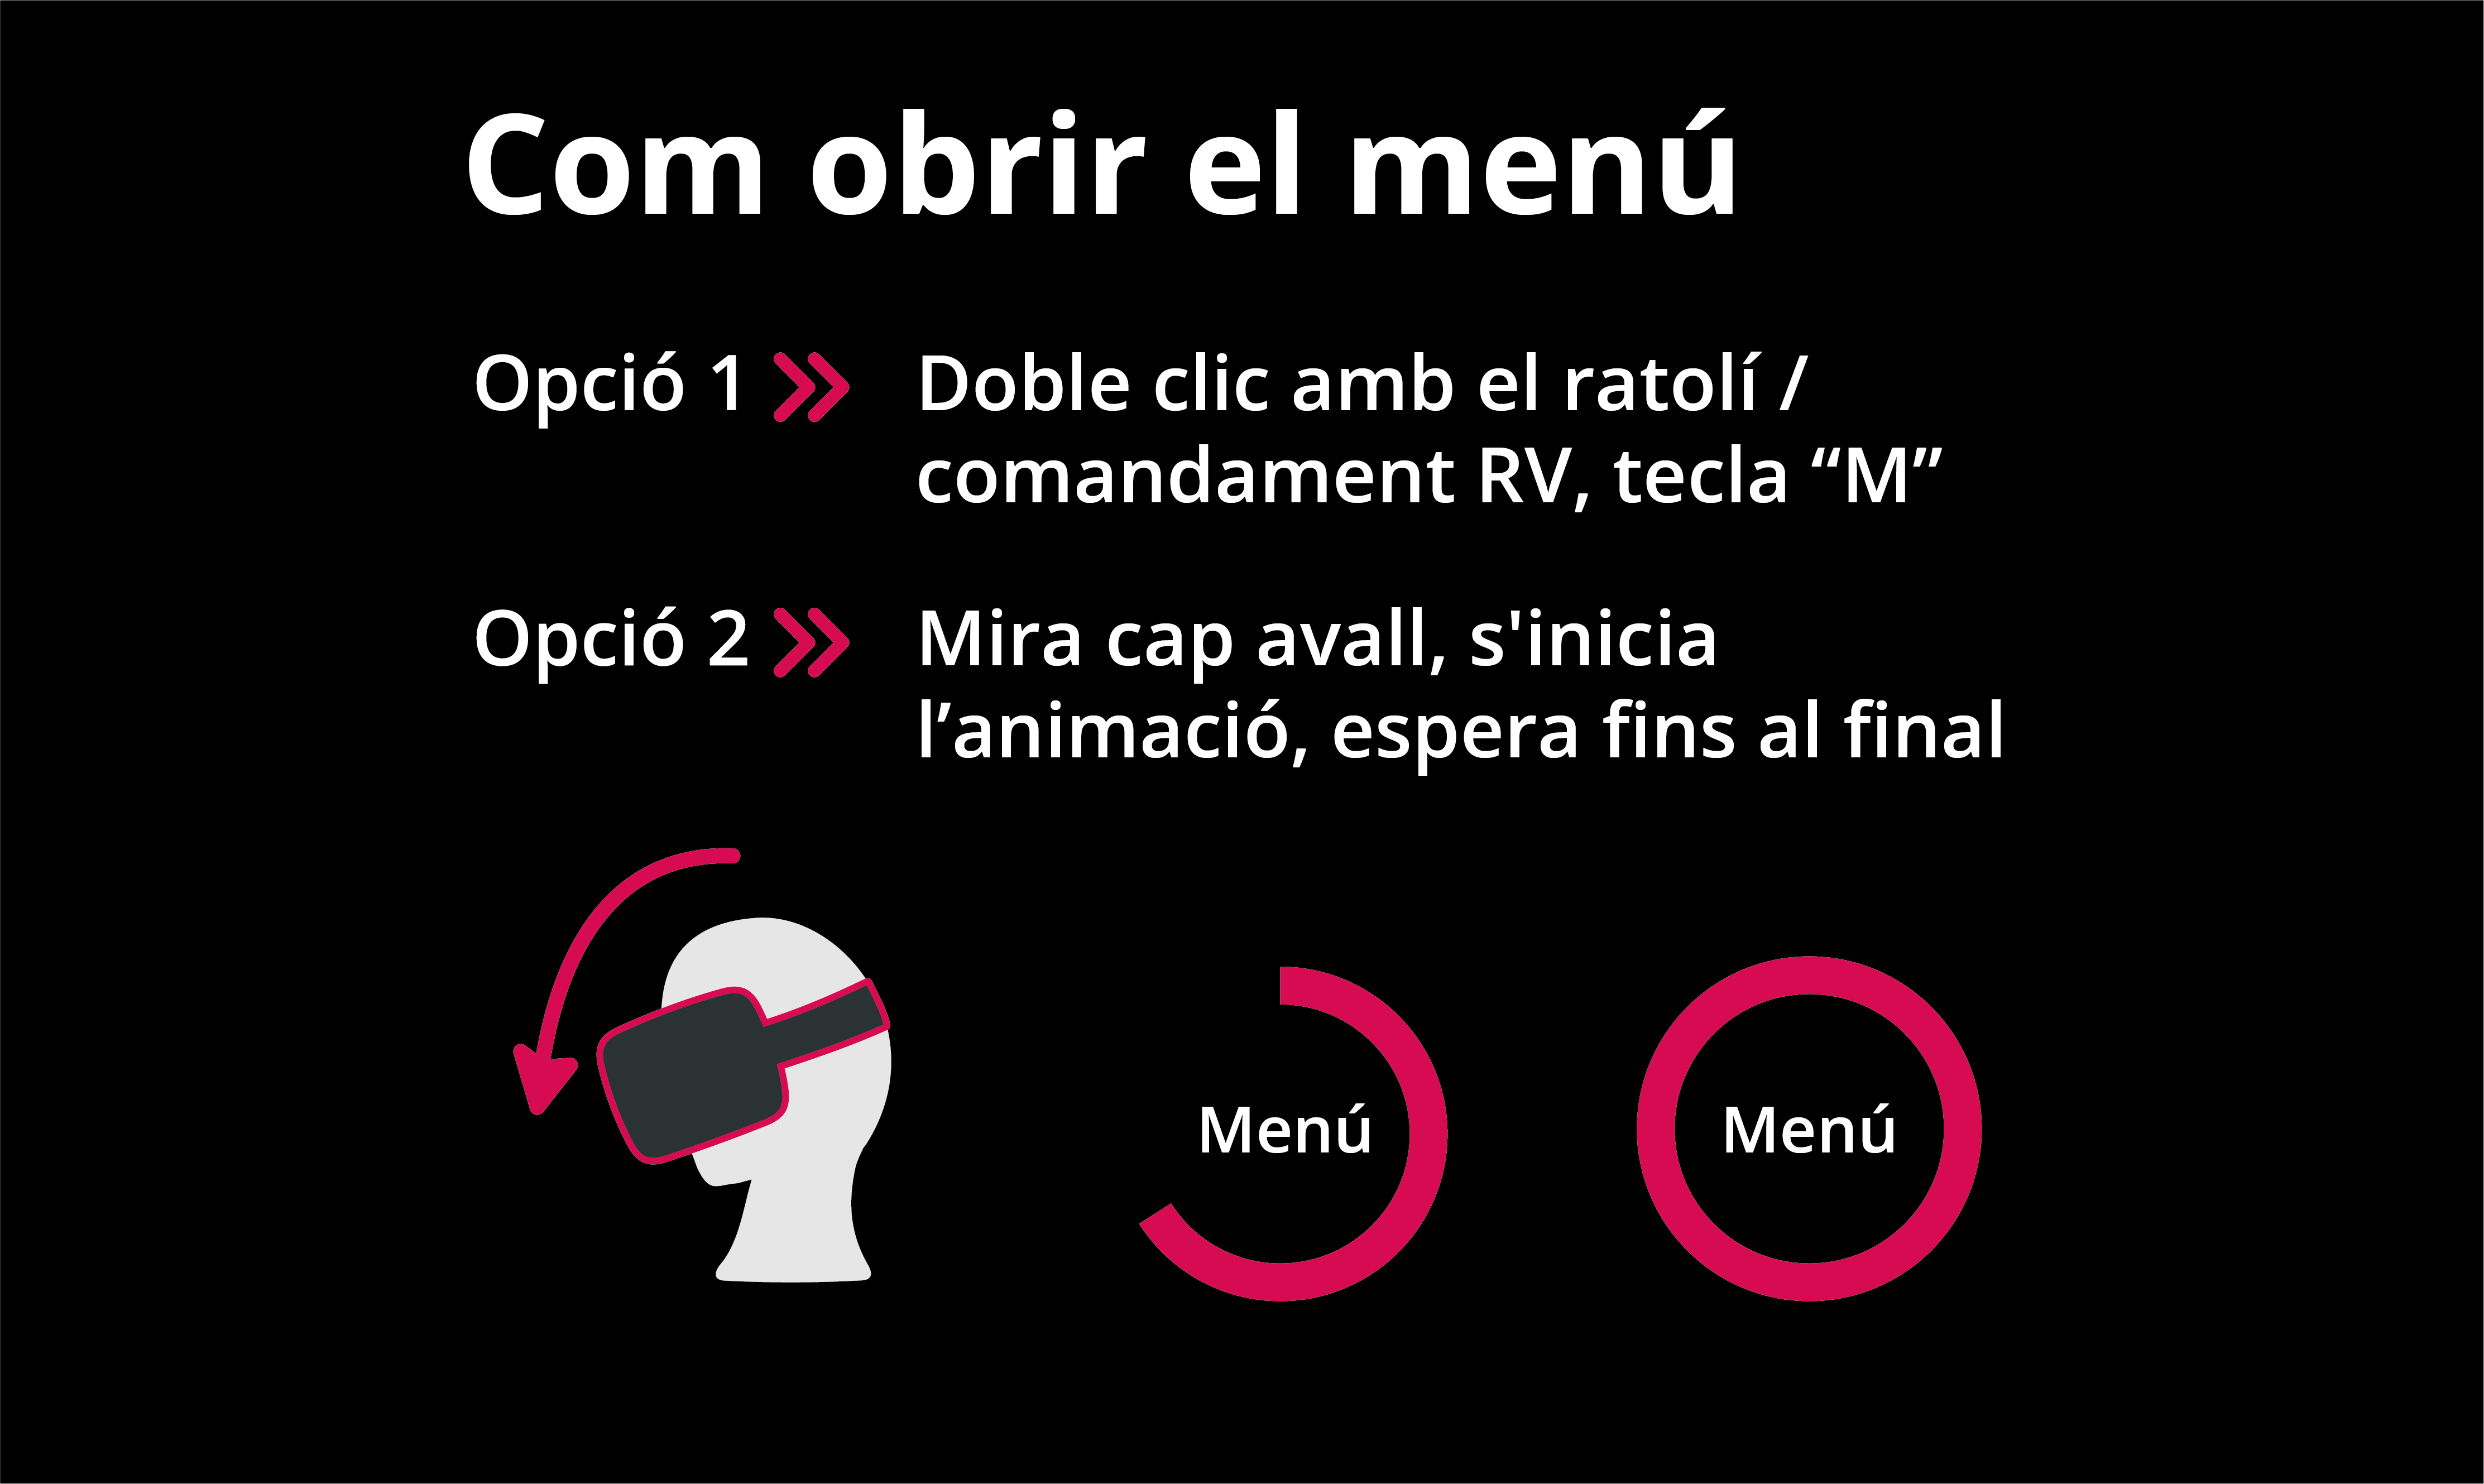 Com obrir el menú
Opció 1
Doble clic amb el ratolí /
comandament RV, tecla “M”
Opció 2
Mira cap avall, s'inicia
l’animació, espera fins al final
Menú
Menú